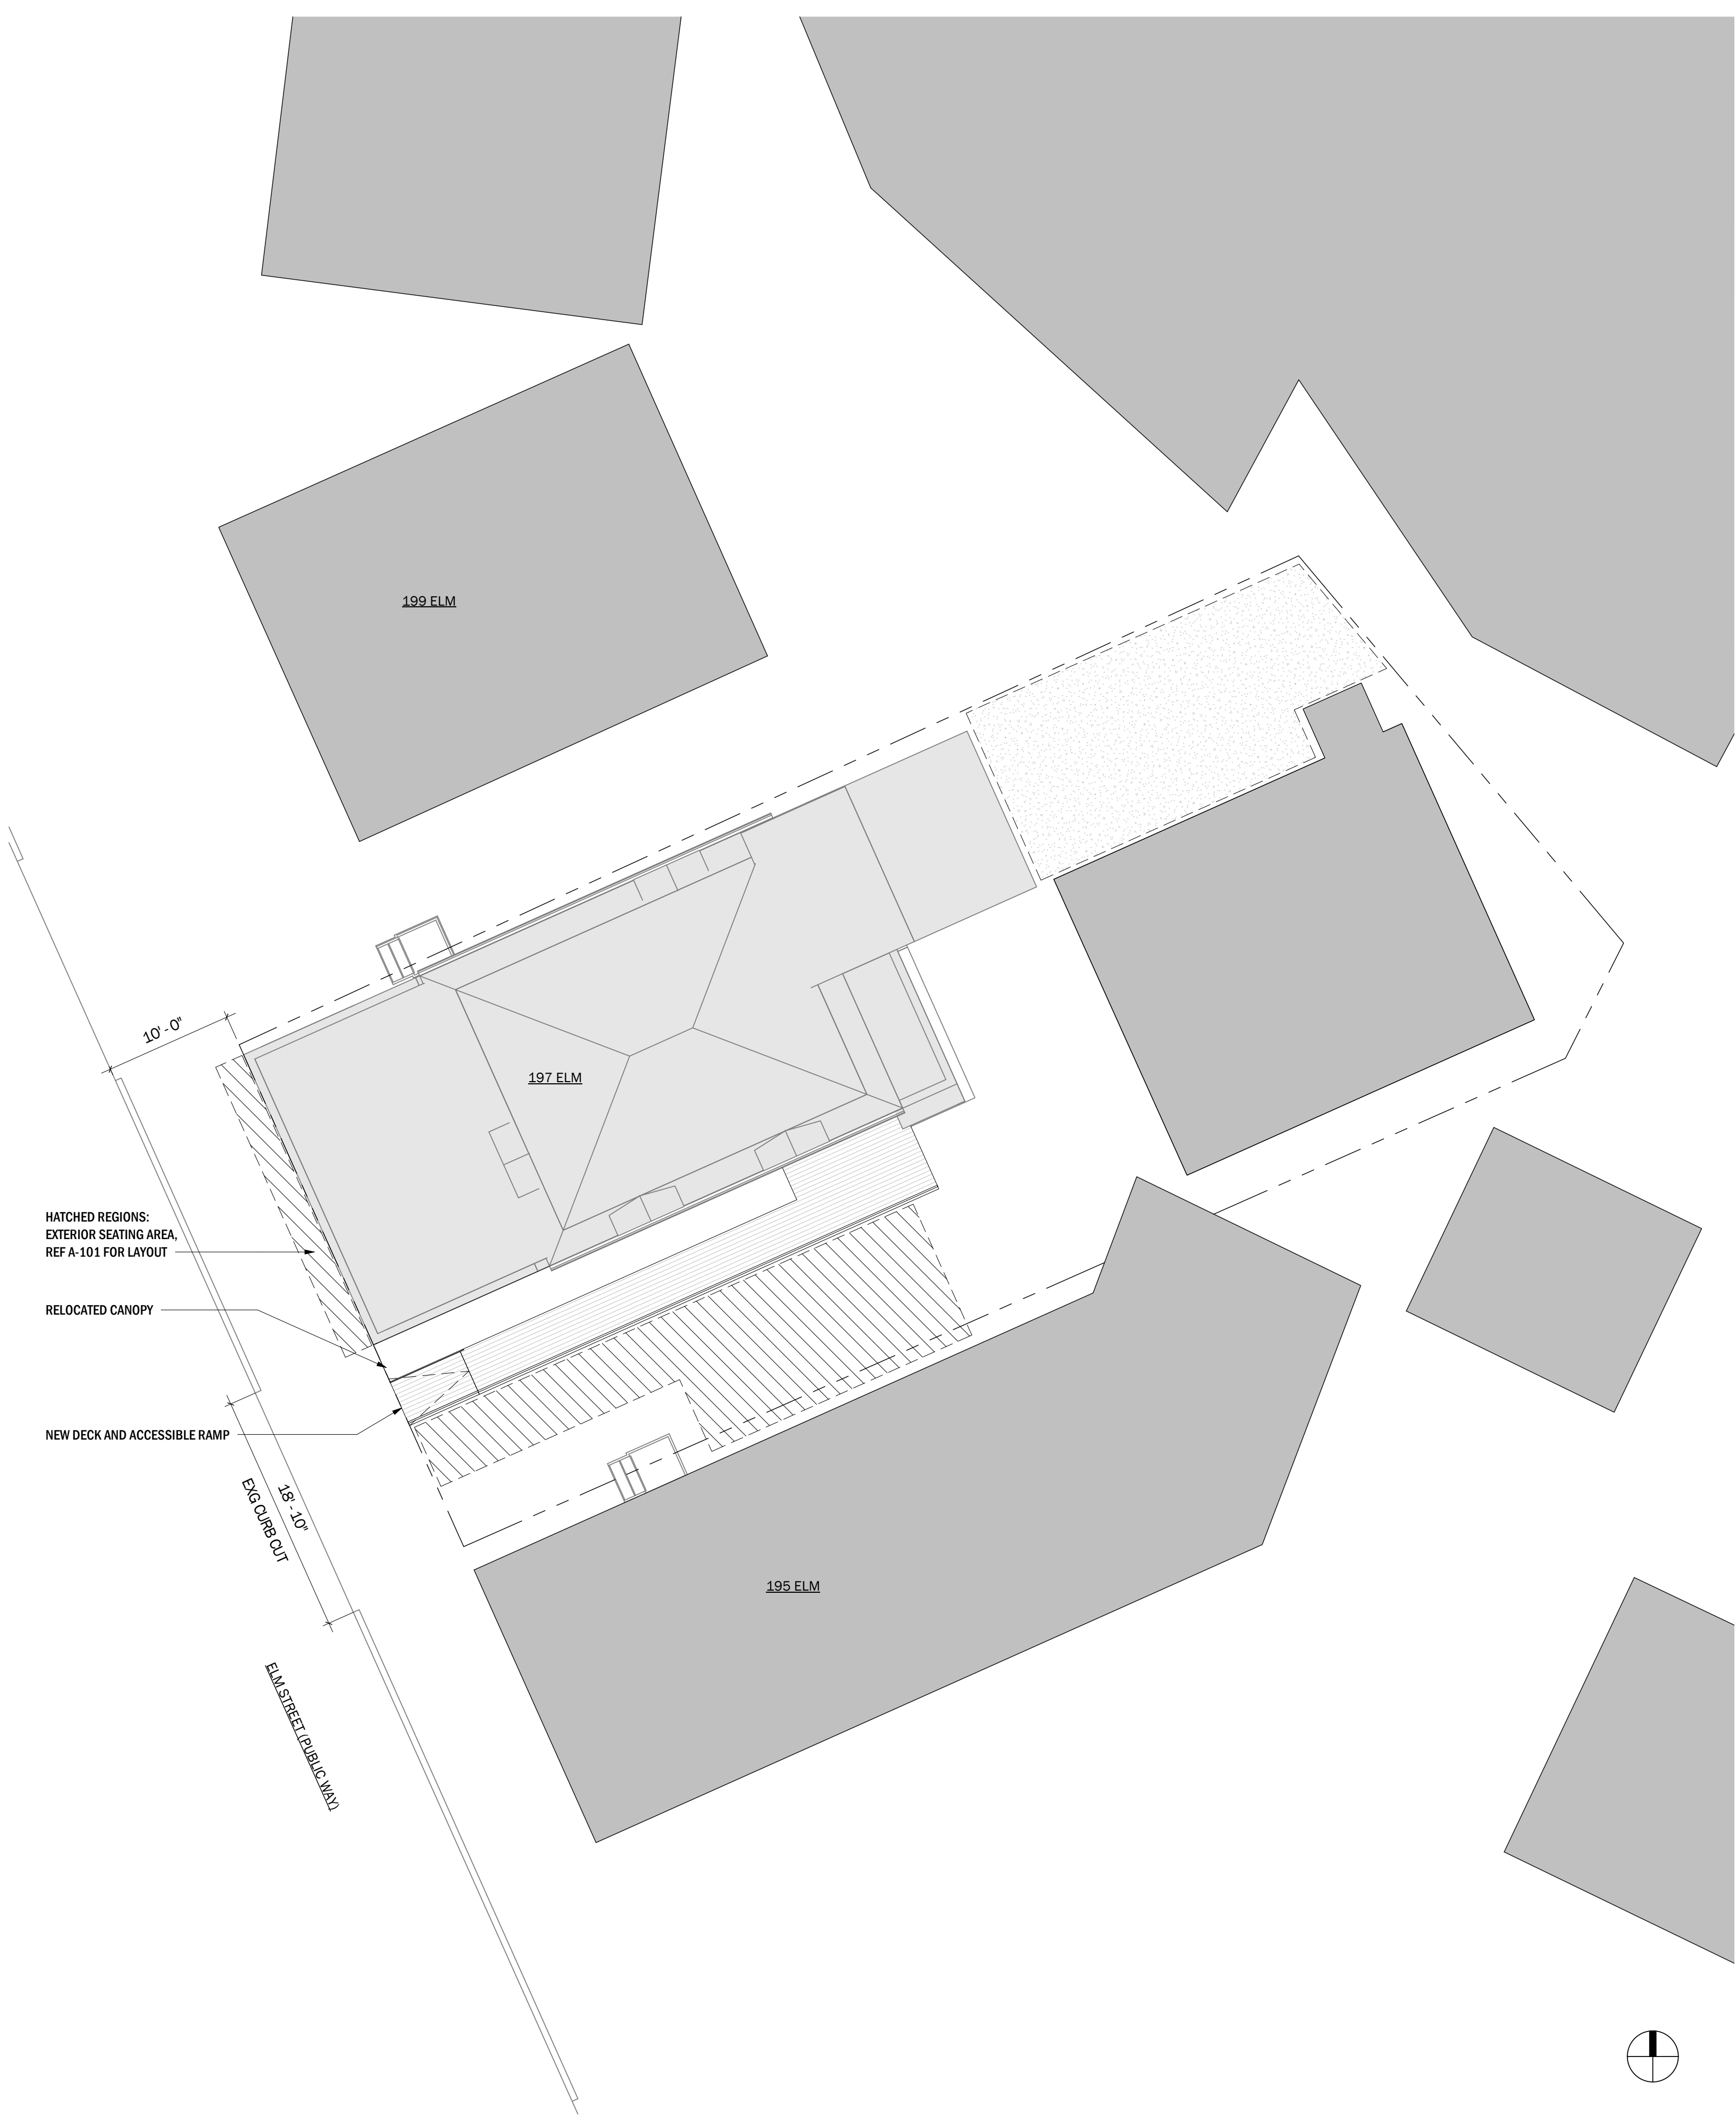 199 ELM
10' - 0"
197 ELM
HATCHED REGIONS:
EXTERIOR SEATING AREA,
REF A-101 FOR LAYOUT
RELOCATED CANOPY
NEW DECK AND ACCESSIBLE RAMP
18' - 10"
EXG CURB CUT
195 ELM
ELM STREET (PUBLIC WAY)